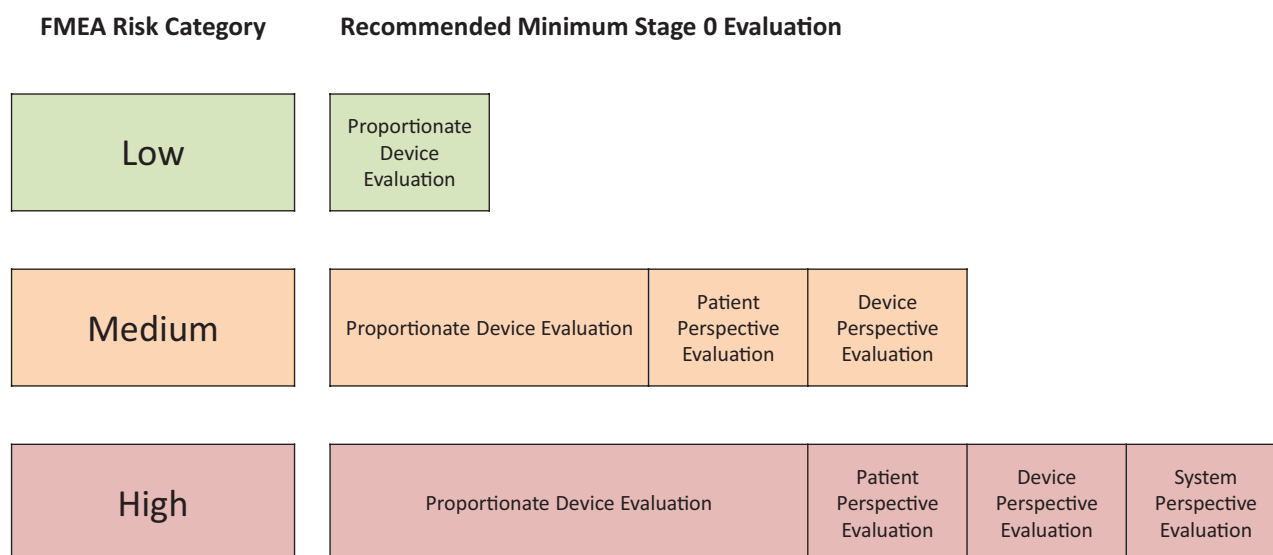 FMEA Risk Category
Recommended Minimum Stage 0 Evaluation
Low
Proportionate
Device
Evaluation
Medium
Proportionate Device Evaluation
Patient
Perspective
Evaluation
Device
Perspective
Evaluation
High
Proportionate Device Evaluation
Patient
Perspective
Evaluation
Device
Perspective
Evaluation
System
Perspective
Evaluation